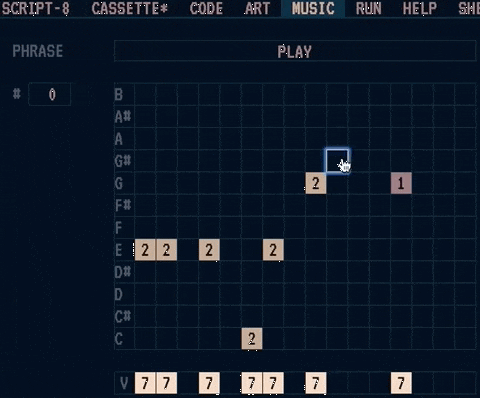 SCRIPT-8 CASSETTE* CODE ART MUSIC RUN HELP SHE
PHRASE PLAY
# 0 B
A#
A
G#
G 2 1
F#
F
E 2 2 2 2
D#
D
C#
C 2
V 7 7 7 7 7 7 7